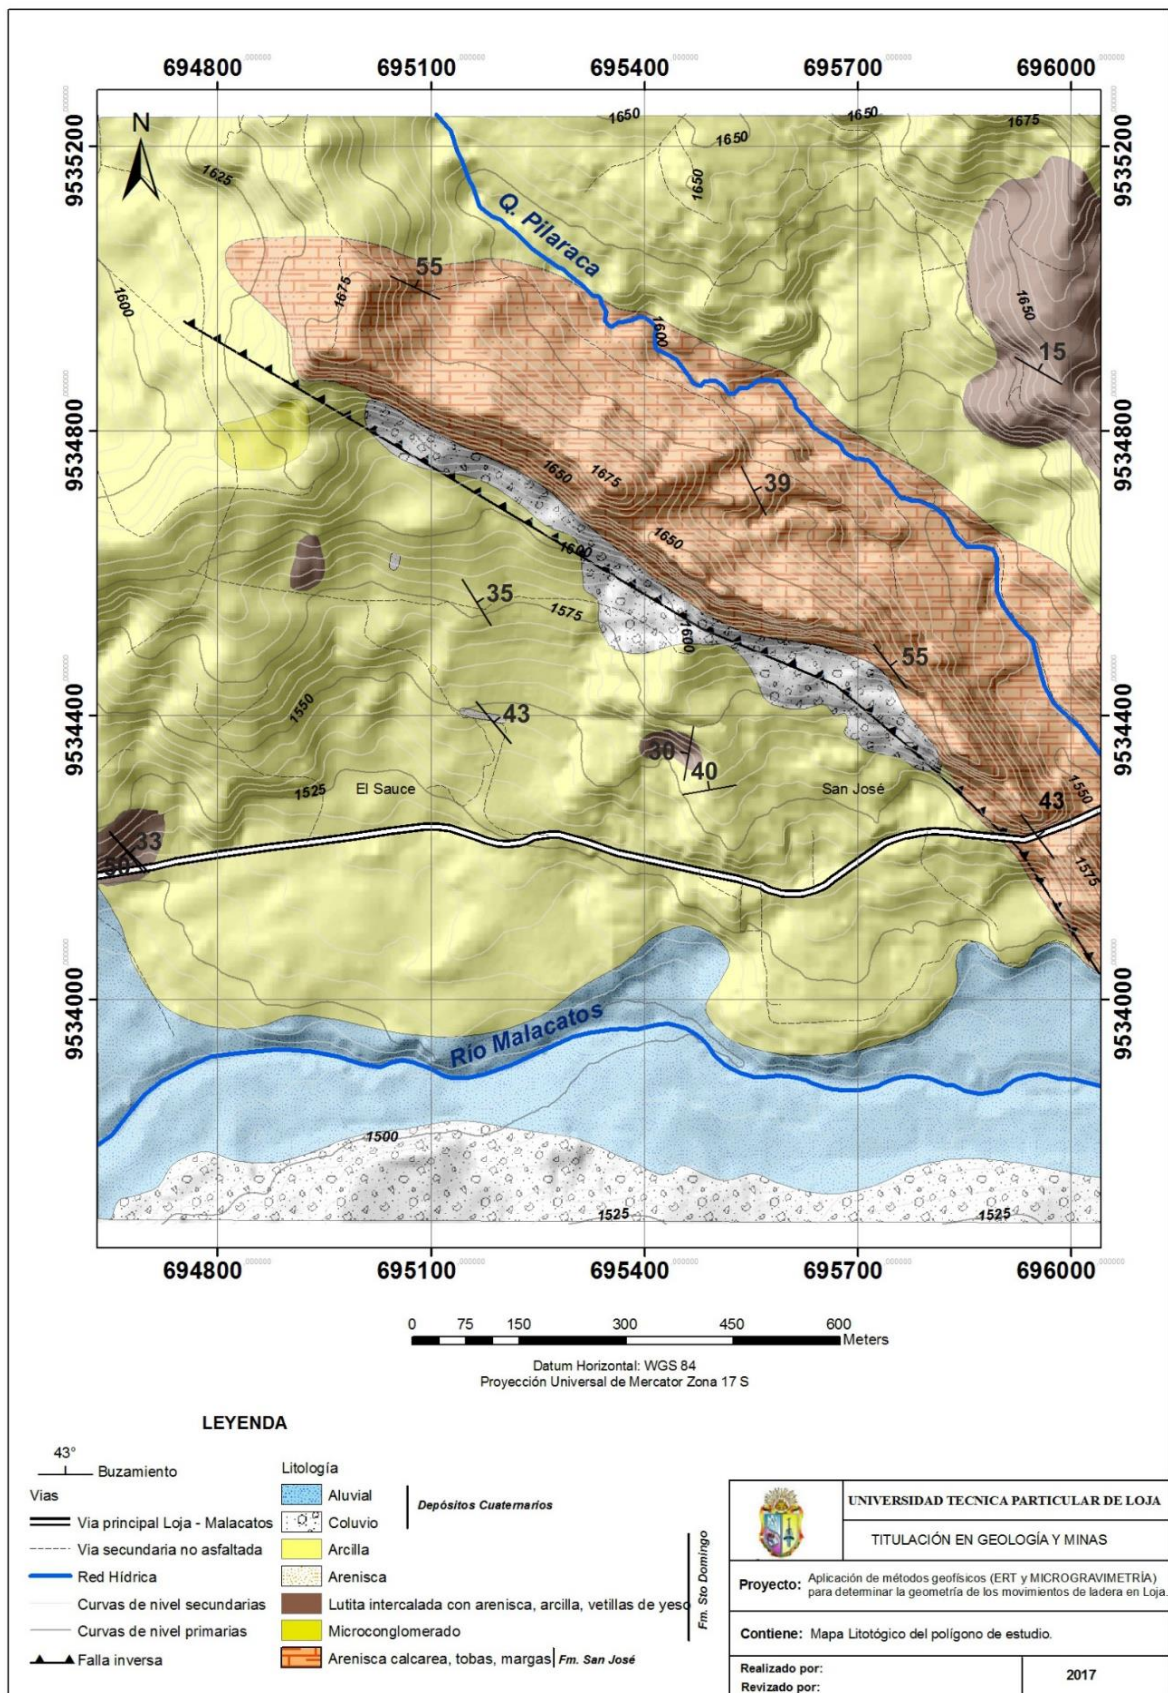 694800 695100 695400 695700 696000
9535200
9534800
9534400
9534000
9535200
9534800
9534400
9534000
N
1650
1650
1650
1675
1625
1650
1650
Q. Pilaraca
55
1675
1600
1600
1650
15
1650
1675
39
1650
1600
35
1575
1600
55
1550
43
30
40
1525
El Sauce
San José
1550
43
33
50
1575
Río Malacatos
1500
1525
1525
694800 695100 695400 695700 696000
0 75 150 300 450 600
Meters
Datum Horizontal: WGS 84
Proyección Universal de Mercator Zona 17 S
LEYENDA
43°
Buzamiento
Vias
Via principal Loja - Malacatos
Via secundaria no asfaltada
Red Hídrica
Curvas de nivel secundarias
Curvas de nivel primarias
Falla inversa
Litología
Aluvial
Coluvio
Depósitos Cuaternarios
Arcilla
Arenisca
Lutita intercalada con arenisca, arcilla, vetillas de yeso
Microconglomerado
Fm. Sto Domingo
Arenisca calcarea, tobas, margas
Fm. San José
UNIVERSIDAD TECNICA PARTICULAR DE LOJA
TITULACIÓN EN GEOLOGÍA Y MINAS
Proyecto: Aplicación de métodos geofísicos (ERT y MICROGRAVIMETRÍA)
para determinar la geometría de los movimientos de ladera en Loja.
Contiene: Mapa Litotógico del polígono de estudio.
Realizado por:
Revizado por:
2017